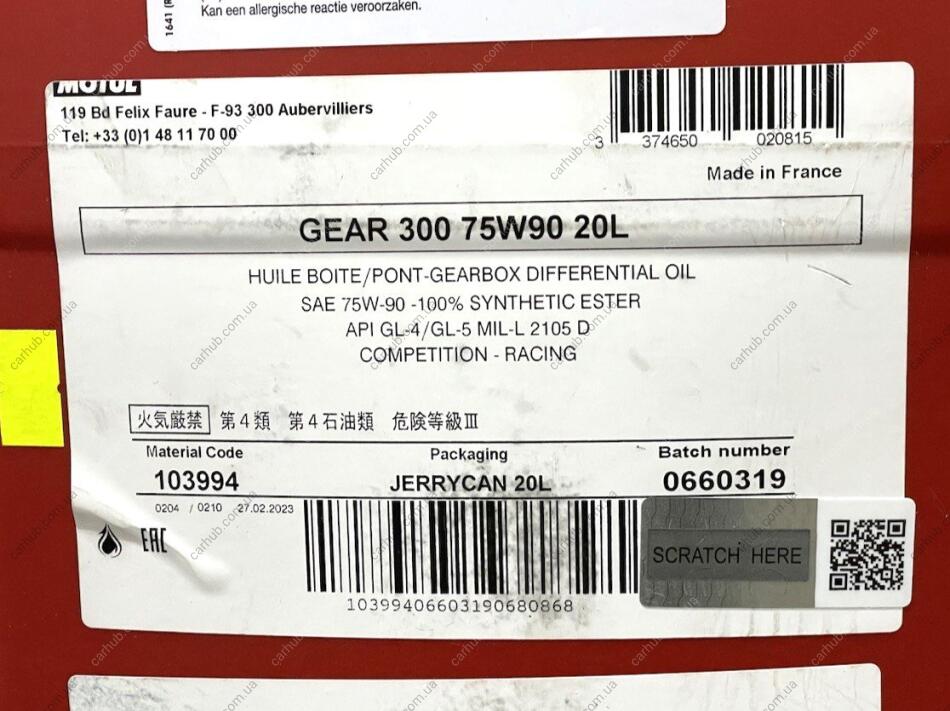 1641 (R
Kan een allergische reactie veroorzaken.
MOTUL
119 Bd Felix Faure - F-93 300 Aubervilliers
Tel: +33 (0)1 48 11 70 00
3 374650 020815
Made in France
GEAR 300 75W90 20L
HUILE BOITE/PONT-GEARBOX DIFFERENTIAL OIL
SAE 75W-90 -100% SYNTHETIC ESTER
API GL-4/GL-5 MIL-L 2105 D
COMPETITION - RACING
火気厳禁 第4類 第4石油類 危険等級Ⅲ
Material Code Packaging Batch number
103994 JERRYCAN 20L 0660319
0204 / 0210 27.02.2023
EAC
SCRATCH HERE
10399406603190680868
carhub.com.ua